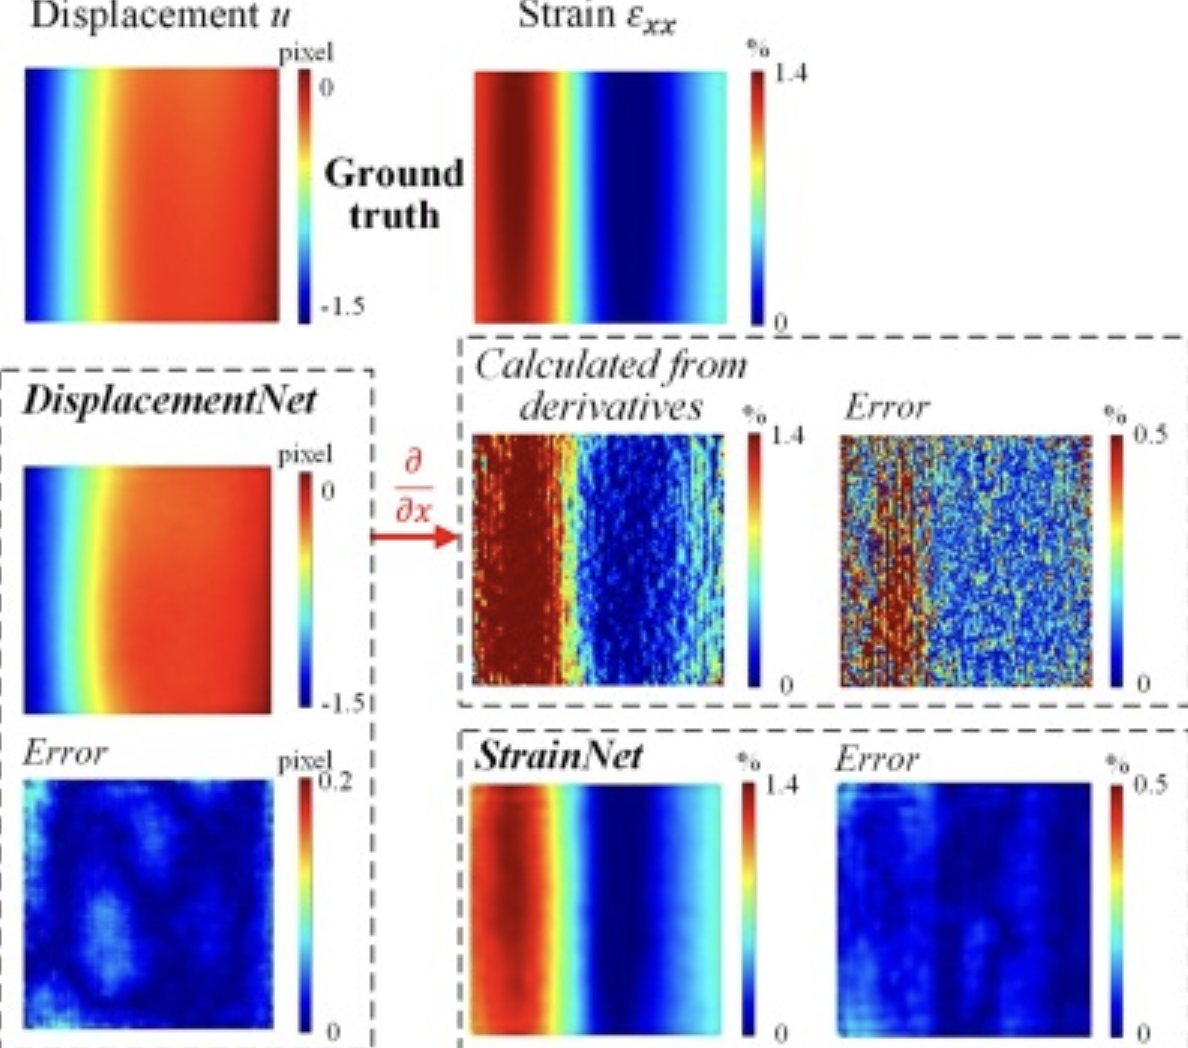 Displacement u
Strain εxx
pixel
0
-1.5
%
1.4
0
Ground
truth
DisplacementNet
pixel
0
-1.5
∂
∂x
Calculated from
derivatives
%
1.4
0
Error
%
0.5
0
Error
pixel
0.2
0
StrainNet
%
1.4
0
Error
%
0.5
0